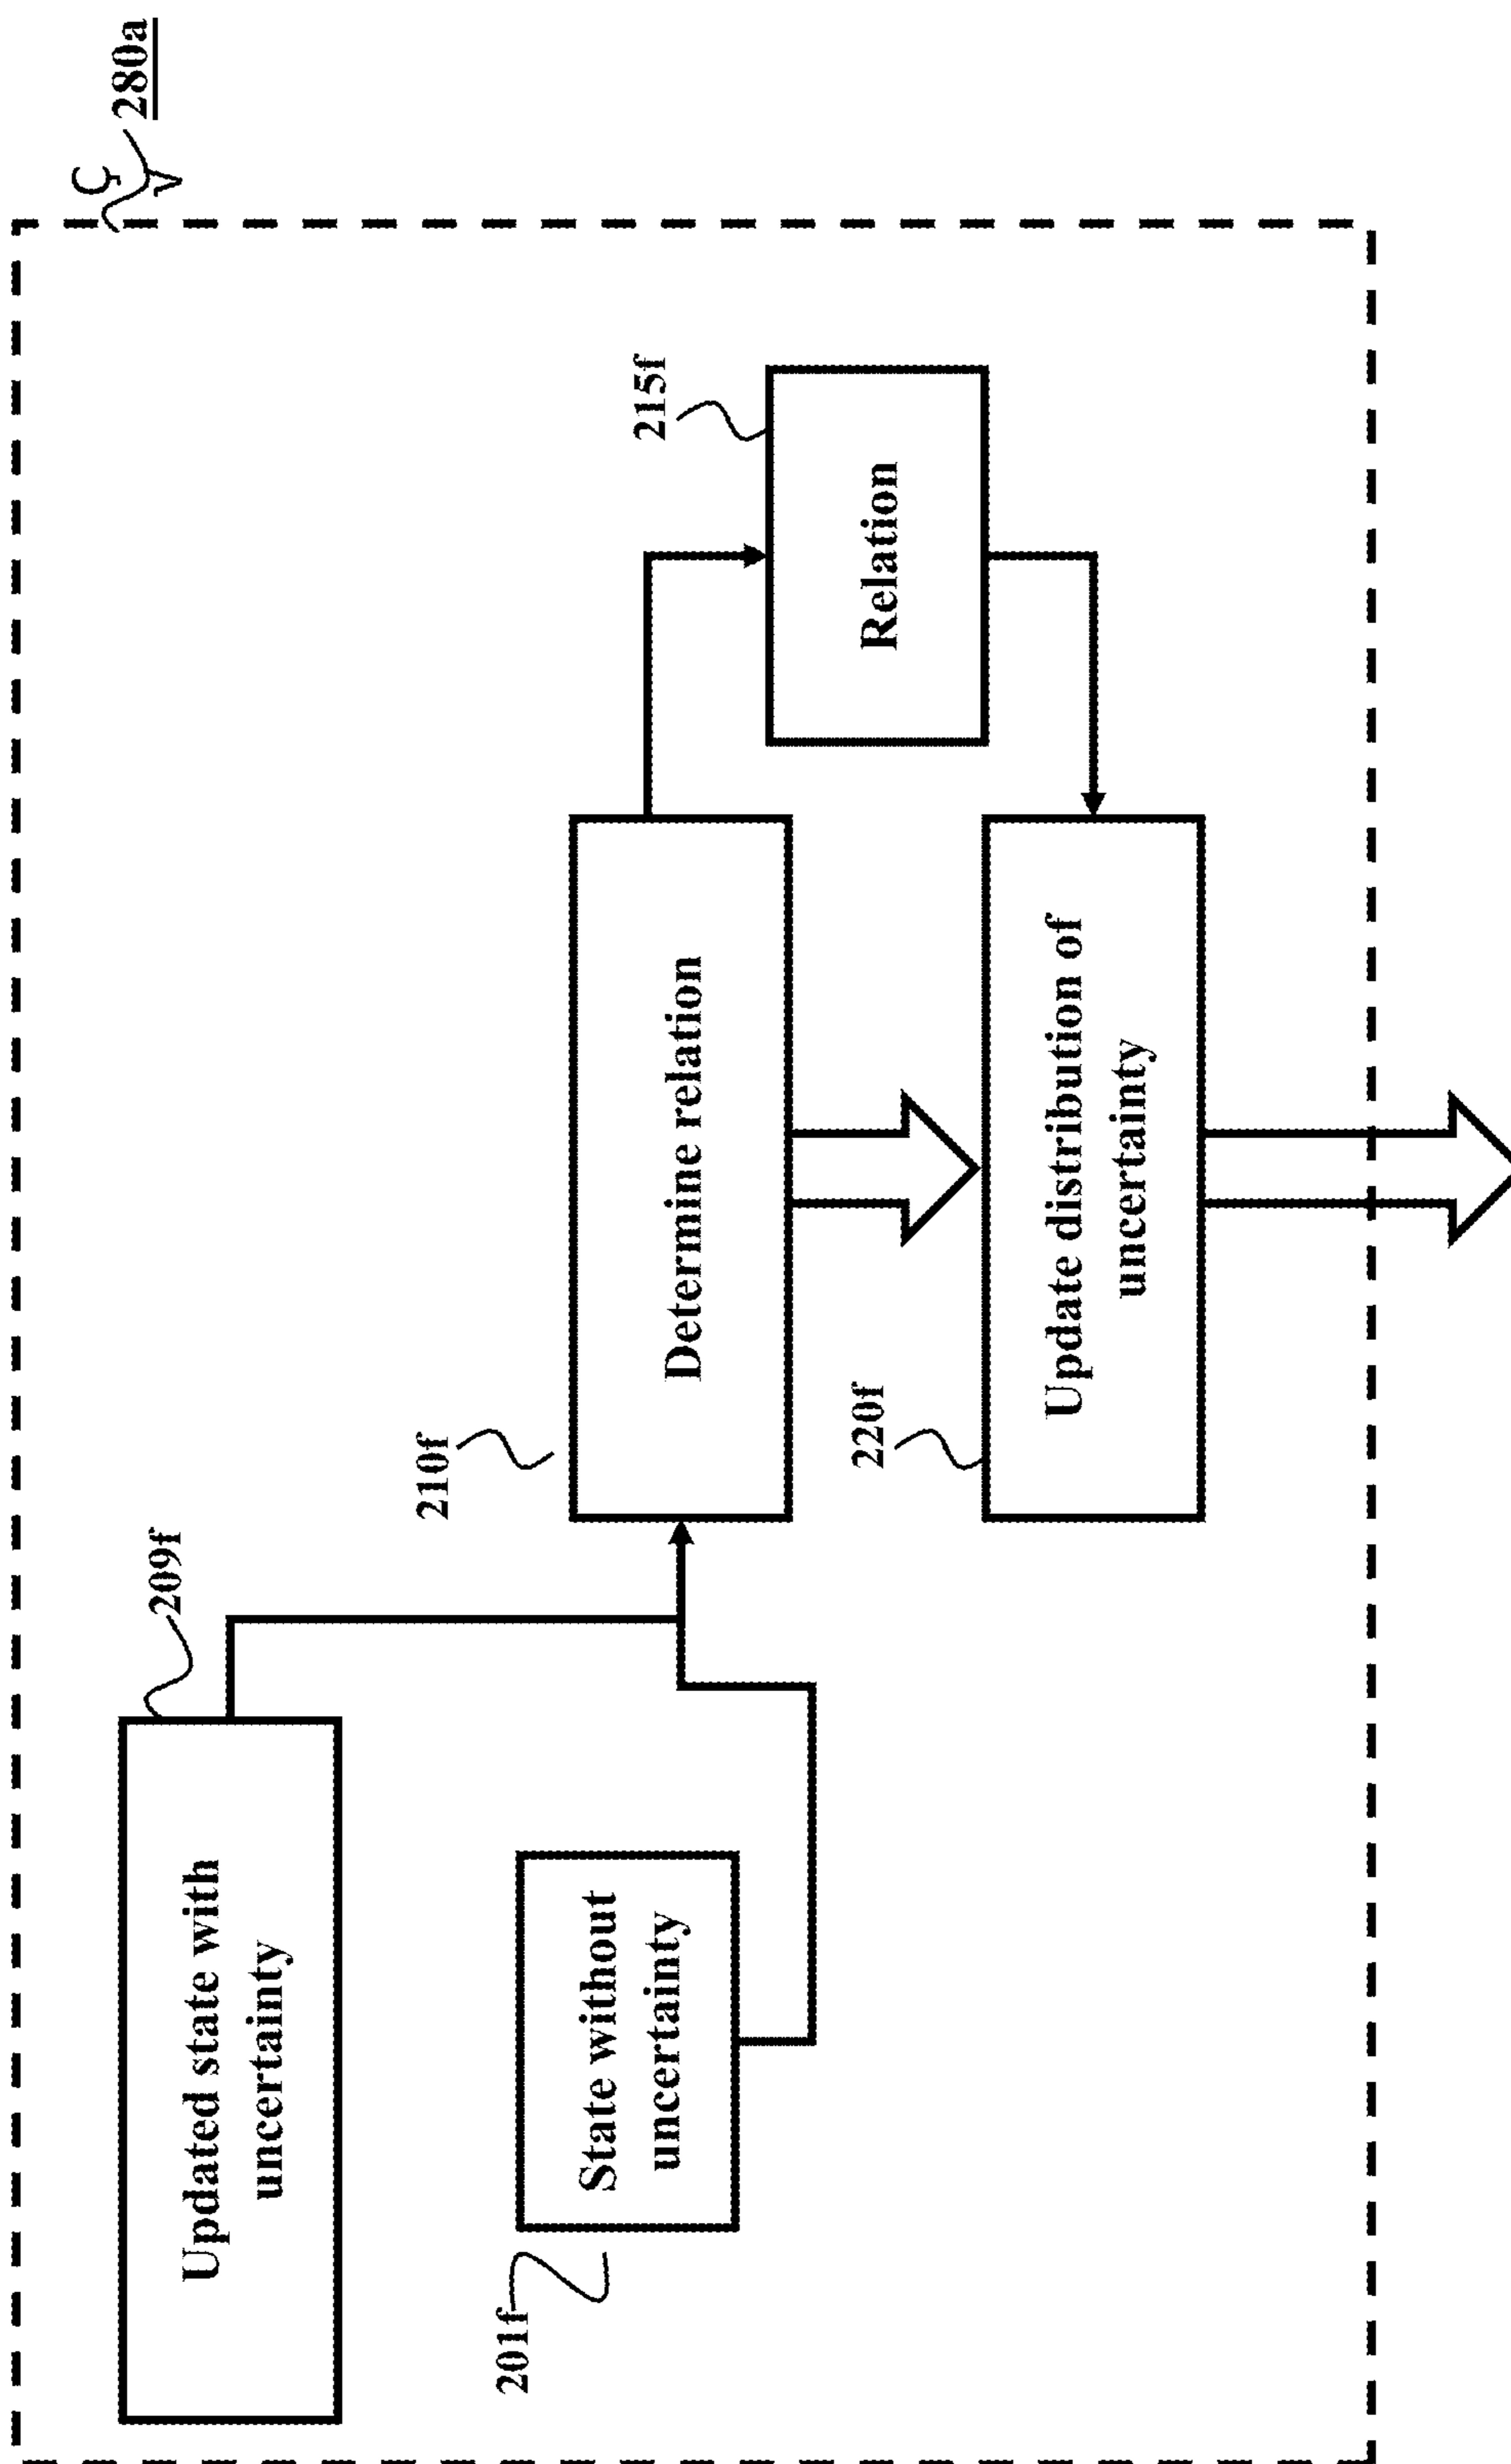 280a
209f
Updated state with
uncertainty
201f
State without
uncertainty
210f
Determine relation
215f
Relation
220f
Update distribution of
uncertainty